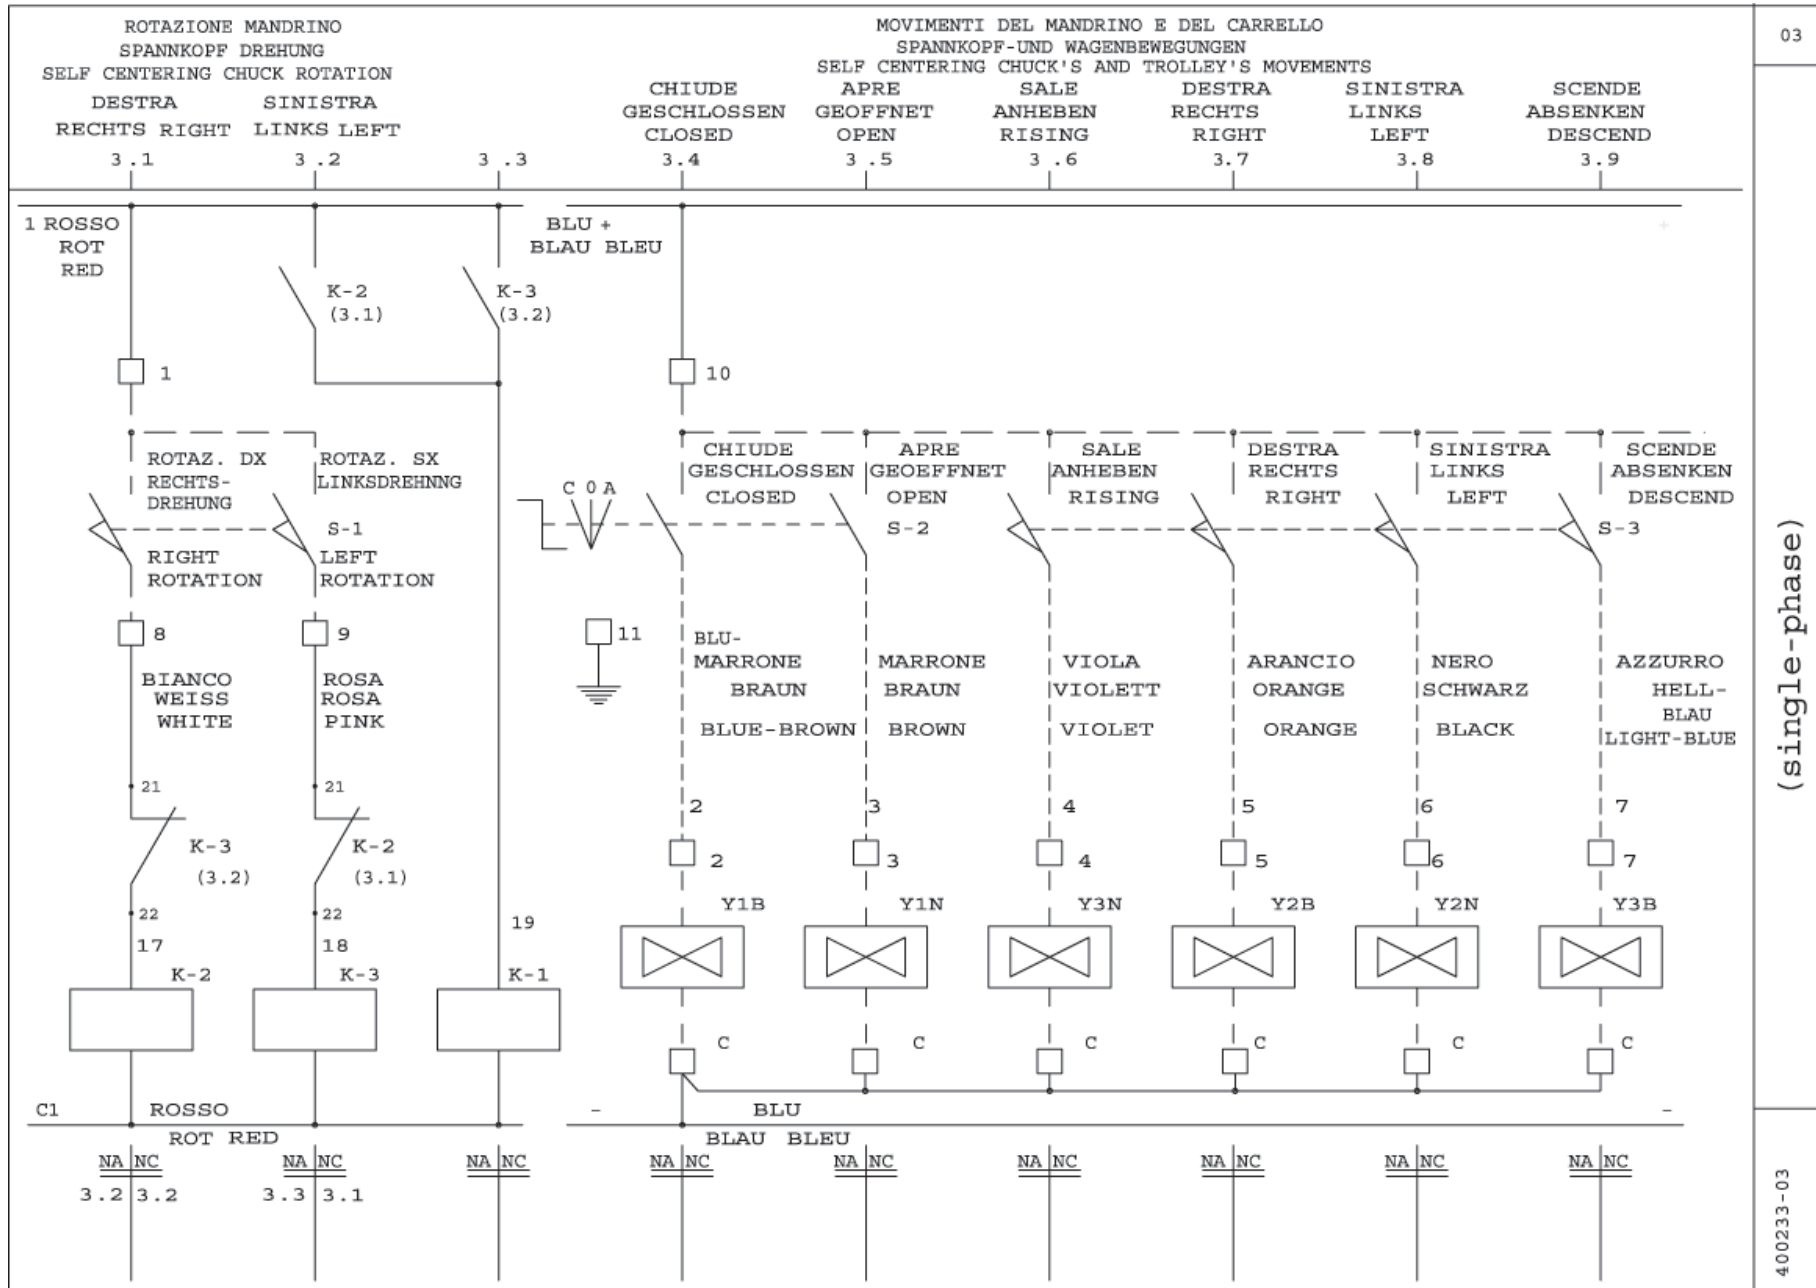 ROTAZIONE MANDRINO
SPANNKOPF DREHUNG
SELF CENTERING CHUCK ROTATION
MOVIMENTI DEL MANDRINO E DEL CARRELLO
SPANNKOPF-UND WAGENBEWEGUNGEN
SELF CENTERING CHUCK'S AND TROLLEY'S MOVEMENTS
03
DESTRA
RECHTS RIGHT
3.1
SINISTRA
LINKS LEFT
3.2
3.3
CHIUDE
GESCHLOSSEN
CLOSED
3.4
APRE
GEOFFNET
OPEN
3.5
SALE
ANHEBEN
RISING
3.6
DESTRA
RECHTS
RIGHT
3.7
SINISTRA
LINKS
LEFT
3.8
SCENDE
ABSENKEN
DESCEND
3.9
1 ROSSO
ROT
RED
BLU +
BLAU BLEU
+
K-2
(3.1)
K-3
(3.2)
1
10
ROTAZ. DX
RECHTS-
DREHUNG
RIGHT
ROTATION
ROTAZ. SX
LINKSDREHNNG
S-1
LEFT
ROTATION
C 0 A
CHIUDE
GESCHLOSSEN
CLOSED
APRE
GEOEFFNET
OPEN
S-2
SALE
ANHEBEN
RISING
DESTRA
RECHTS
RIGHT
SINISTRA
LINKS
LEFT
SCENDE
ABSENKEN
DESCEND
S-3
8
9
11
BIANCO
WEISS
WHITE
ROSA
ROSA
PINK
BLU-
MARRONE
BRAUN
BLUE-BROWN
MARRONE
BRAUN
BROWN
VIOLA
VIOLETT
VIOLET
ARANCIO
ORANGE
ORANGE
NERO
SCHWARZ
BLACK
AZZURRO
HELL-
BLAU
LIGHT-BLUE
21
21
2
3
4
5
6
7
K-3
(3.2)
K-2
(3.1)
2
3
4
5
6
7
22
22
17
18
19
Y1B
Y1N
Y3N
Y2B
Y2N
Y3B
K-2
K-3
K-1
C
C
C
C
C
C
C1
ROSSO
ROT RED
-
BLU
BLAU BLEU
-
NA NC
NA NC
NA NC
NA NC
NA NC
NA NC
NA NC
NA NC
NA NC
3.2 3.2
3.3 3.1
(single-phase)
400233-03